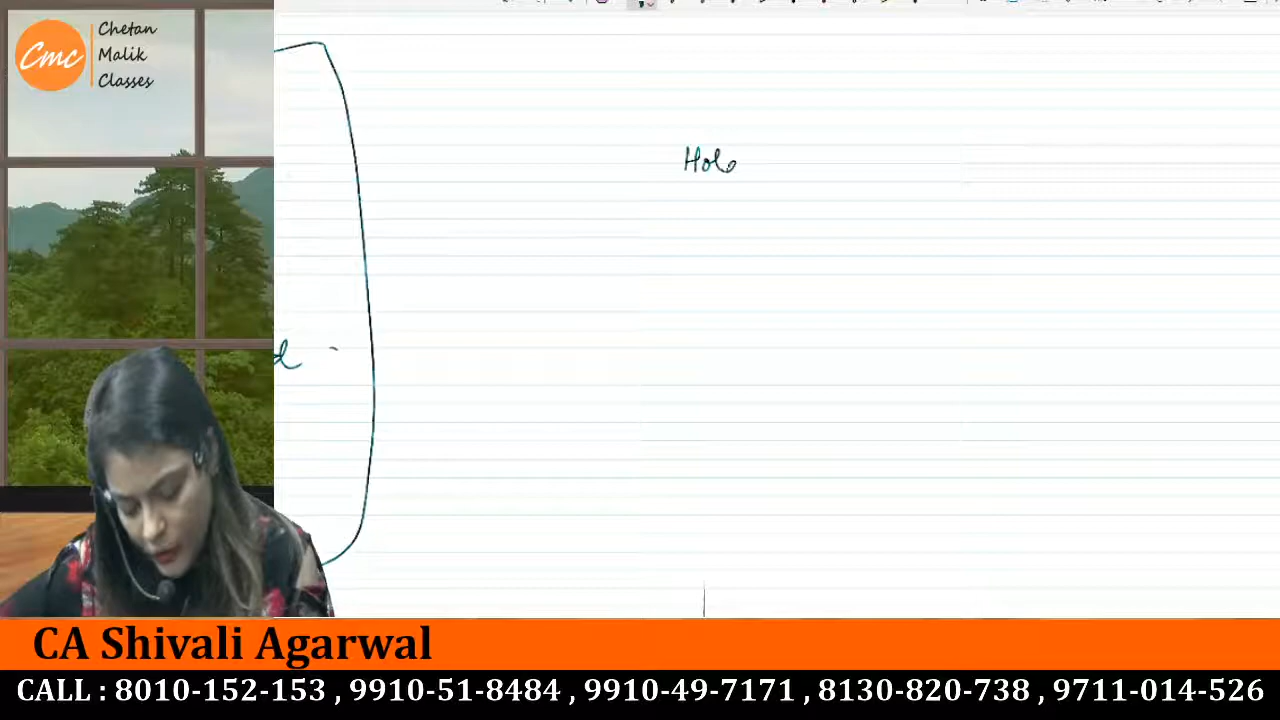 Cmc
Chetan
Malik
Classes
Hol
d
CA Shivali Agarwal
CALL : 8010-152-153 , 9910-51-8484 , 9910-49-7171 , 8130-820-738 , 9711-014-526